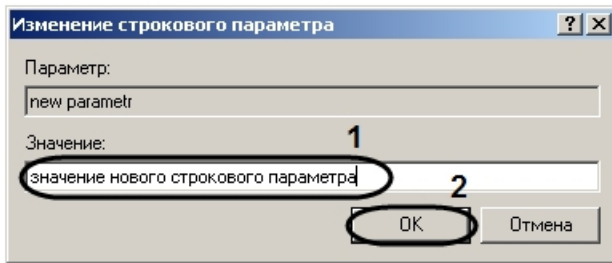 Изменение строкового параметра
Параметр:
new parametr
Значение:
1
значение нового строкового параметра
2
OK
Отмена